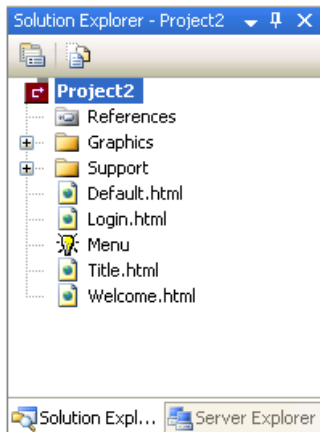 Solution Explorer - Project2
Project2
References
Graphics
Support
Default.html
Login.html
Menu
Title.html
Welcome.html
Solution Expl... Server Explorer